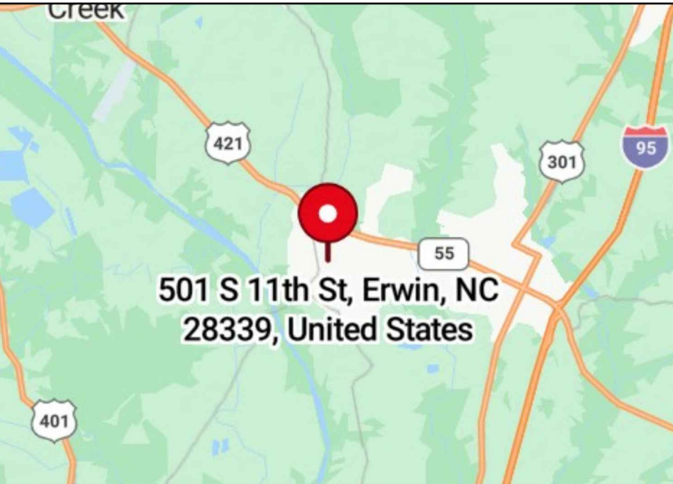 Creek
421
301
95
55
501 S 11th St, Erwin, NC
28339, United States
401